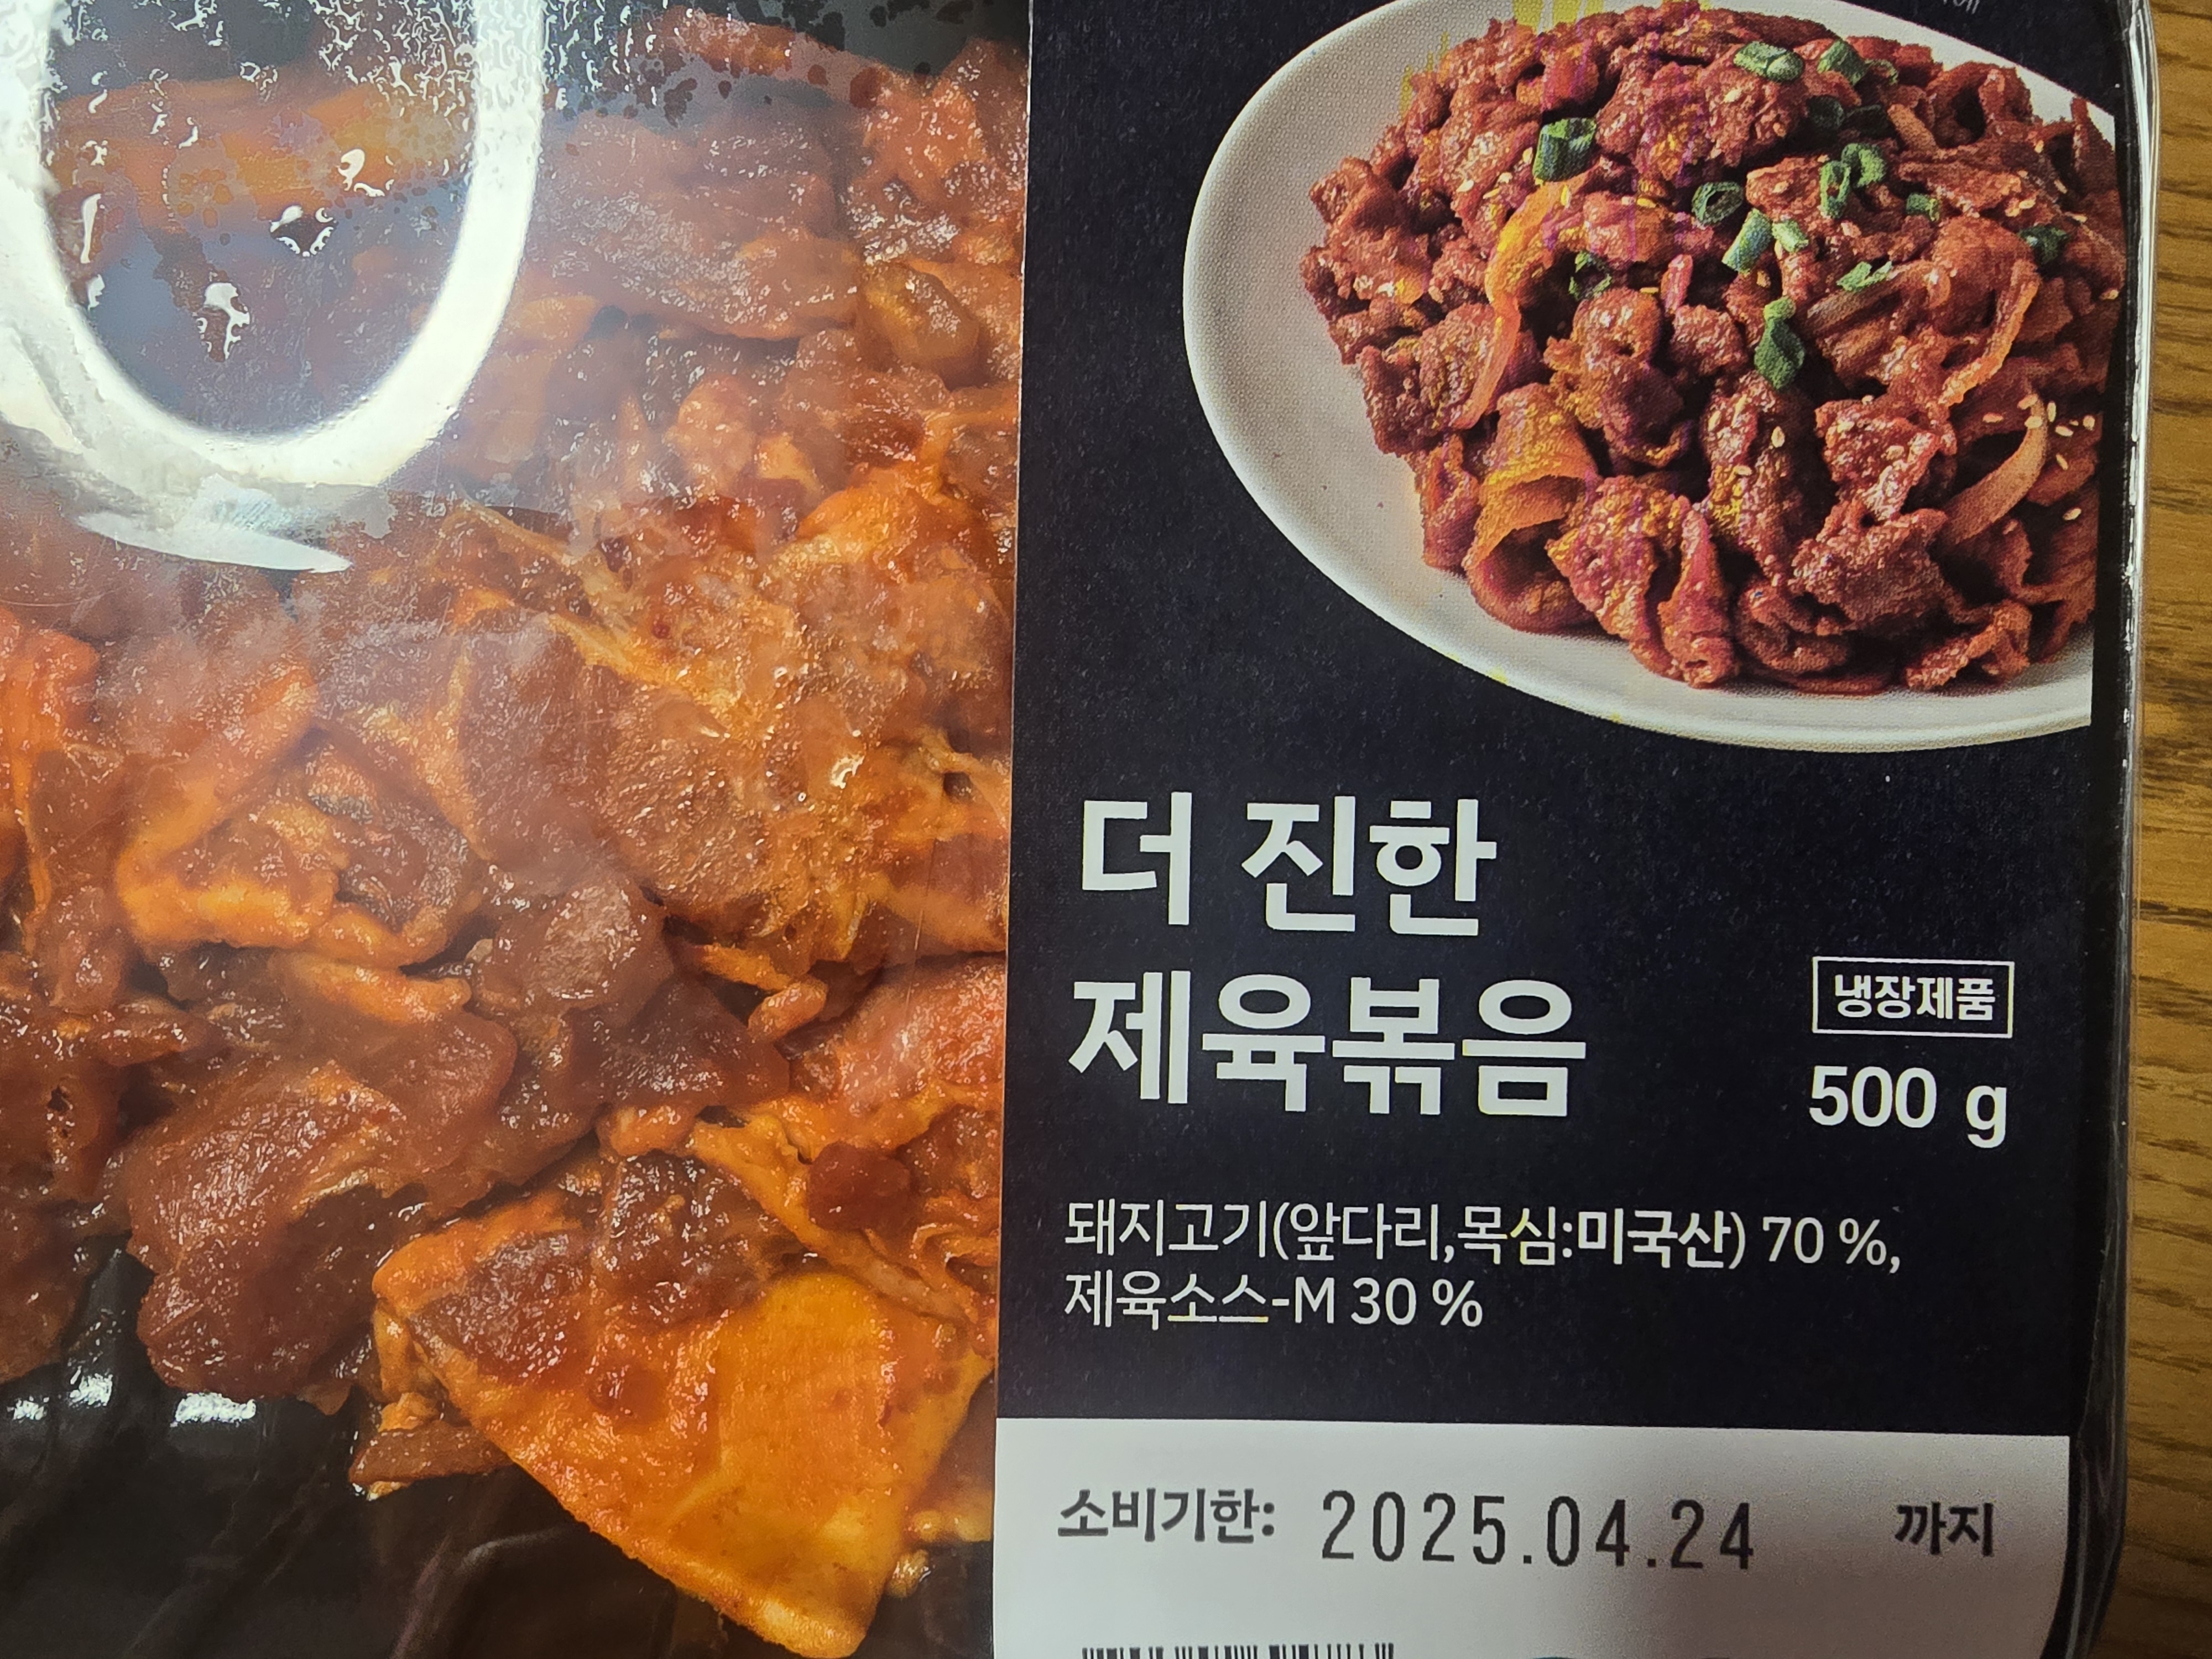 더 진한
제육볶음
냉장제품
500 g
돼지고기(앞다리,목심:미국산) 70 %,
제육소스-M 30 %
소비기한: 2025.04.24 까지